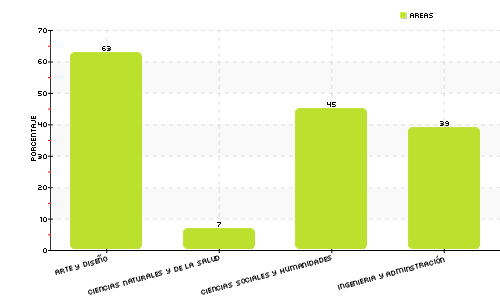 AREAS
70
60
50
40
30
20
10
0
PORCENTAJE
63
7
45
39
ARTE Y DISEÑO
CIENCIAS NATURALES Y DE LA SALUD
CIENCIAS SOCIALES Y HUMANIDADES
INGENIERIA Y ADMINSTRACIÓN